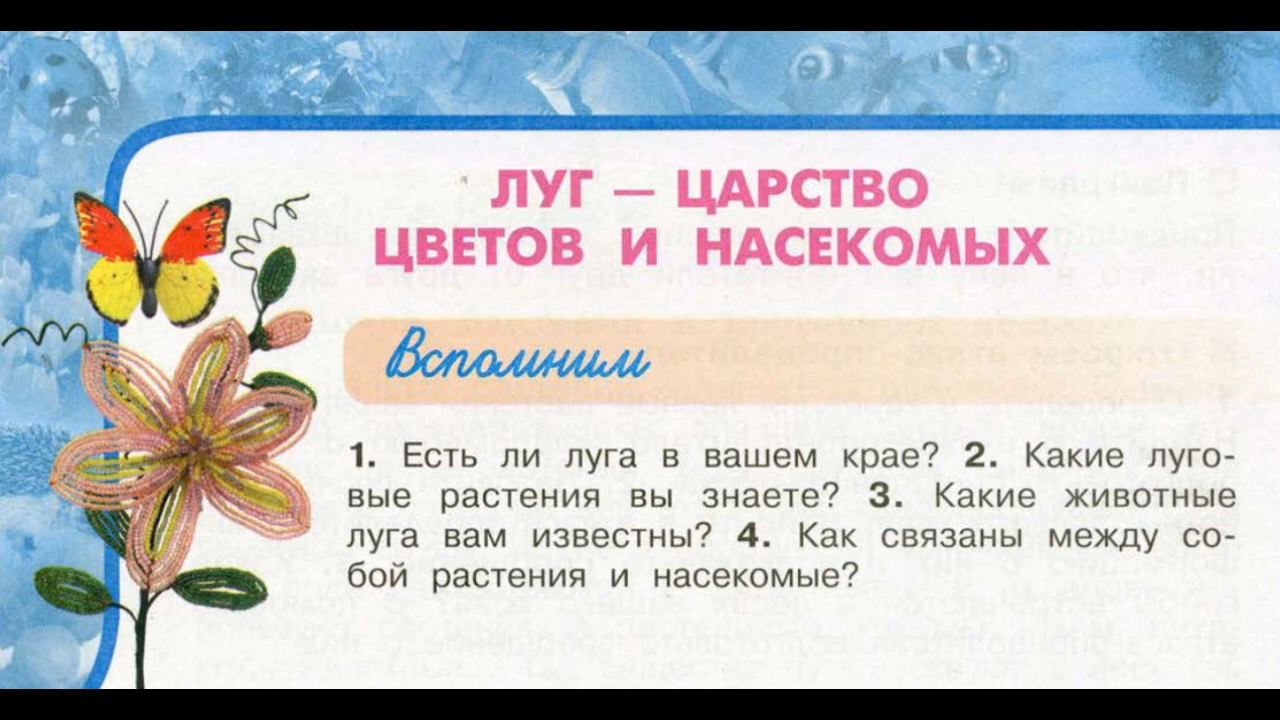 ЛУГ — ЦАРСТВО
ЦВЕТОВ И НАСЕКОМЫХ
Вспомним
1. Есть ли луга в вашем крае? 2. Какие луго-
вые растения вы знаете? 3. Какие животные
луга вам известны? 4. Как связаны между со-
бой растения и насекомые?